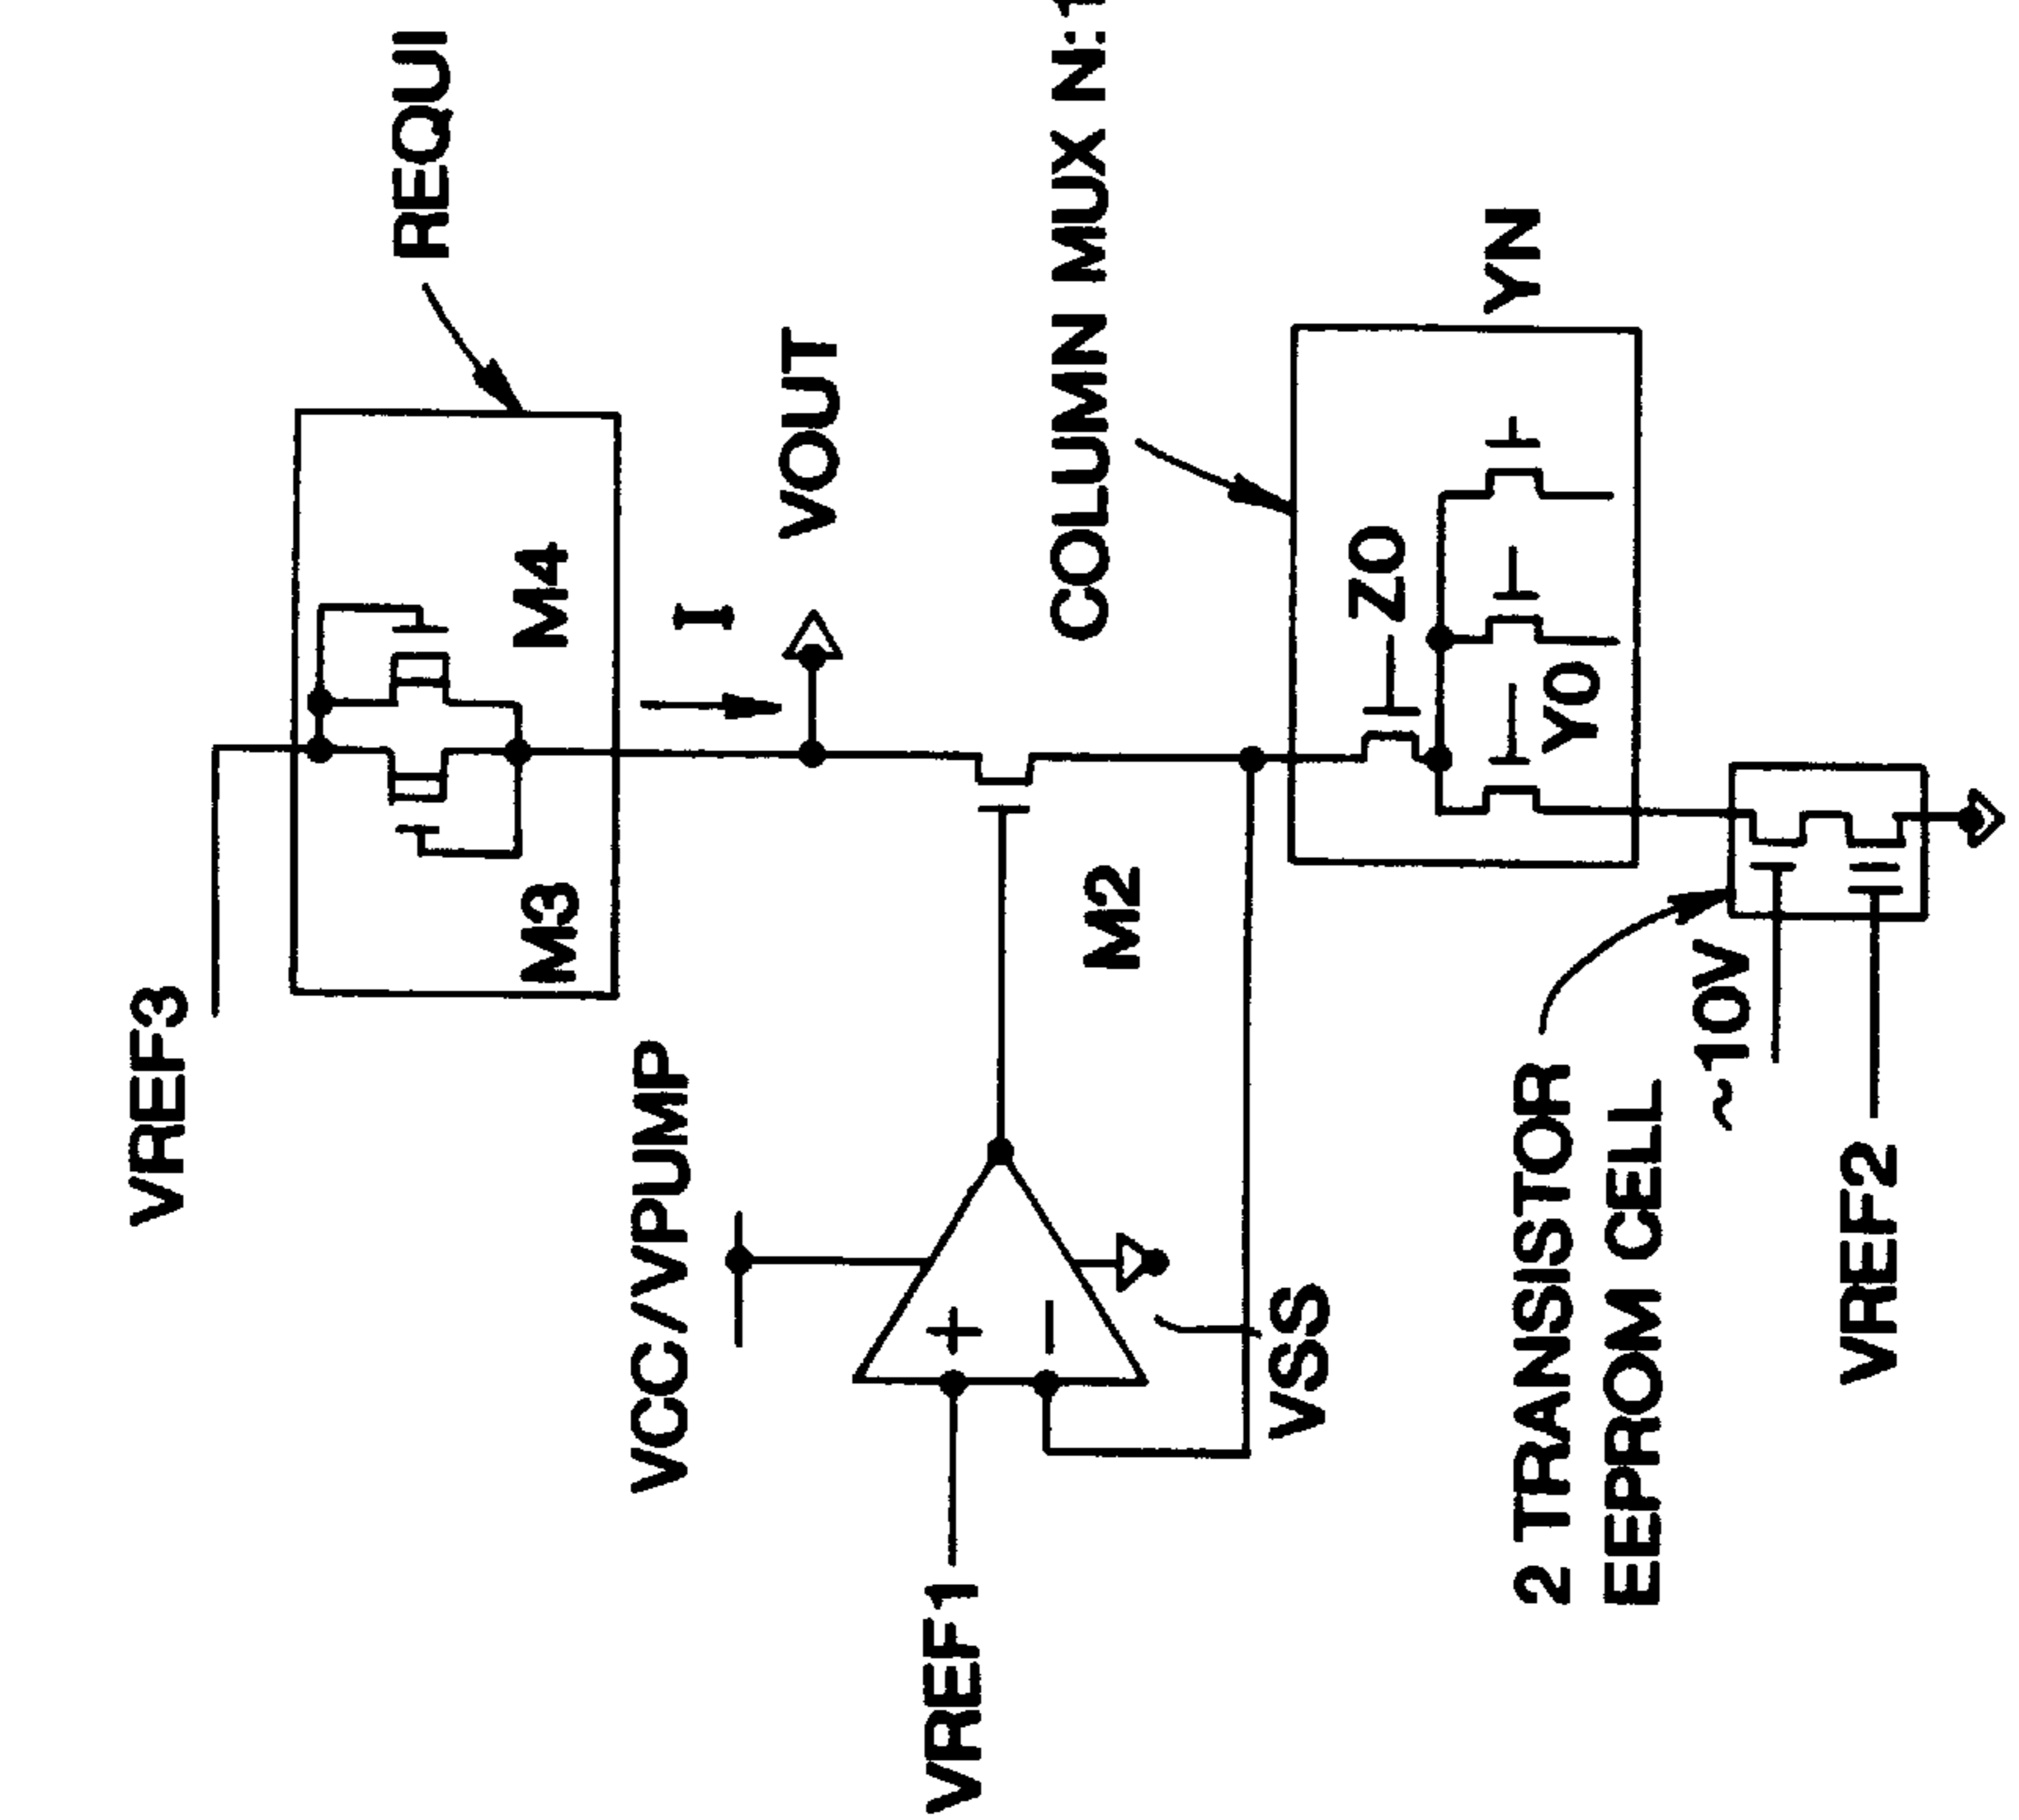 VREF3
REQUI
M3
M4
I
VCC/VPUMP
VOUT
VREF1
+
−
M2
COLUMN MUX N:1
VSS
Z0
Y0
YN
2 TRANSISTOR
EEPROM CELL
~10V
VREF2